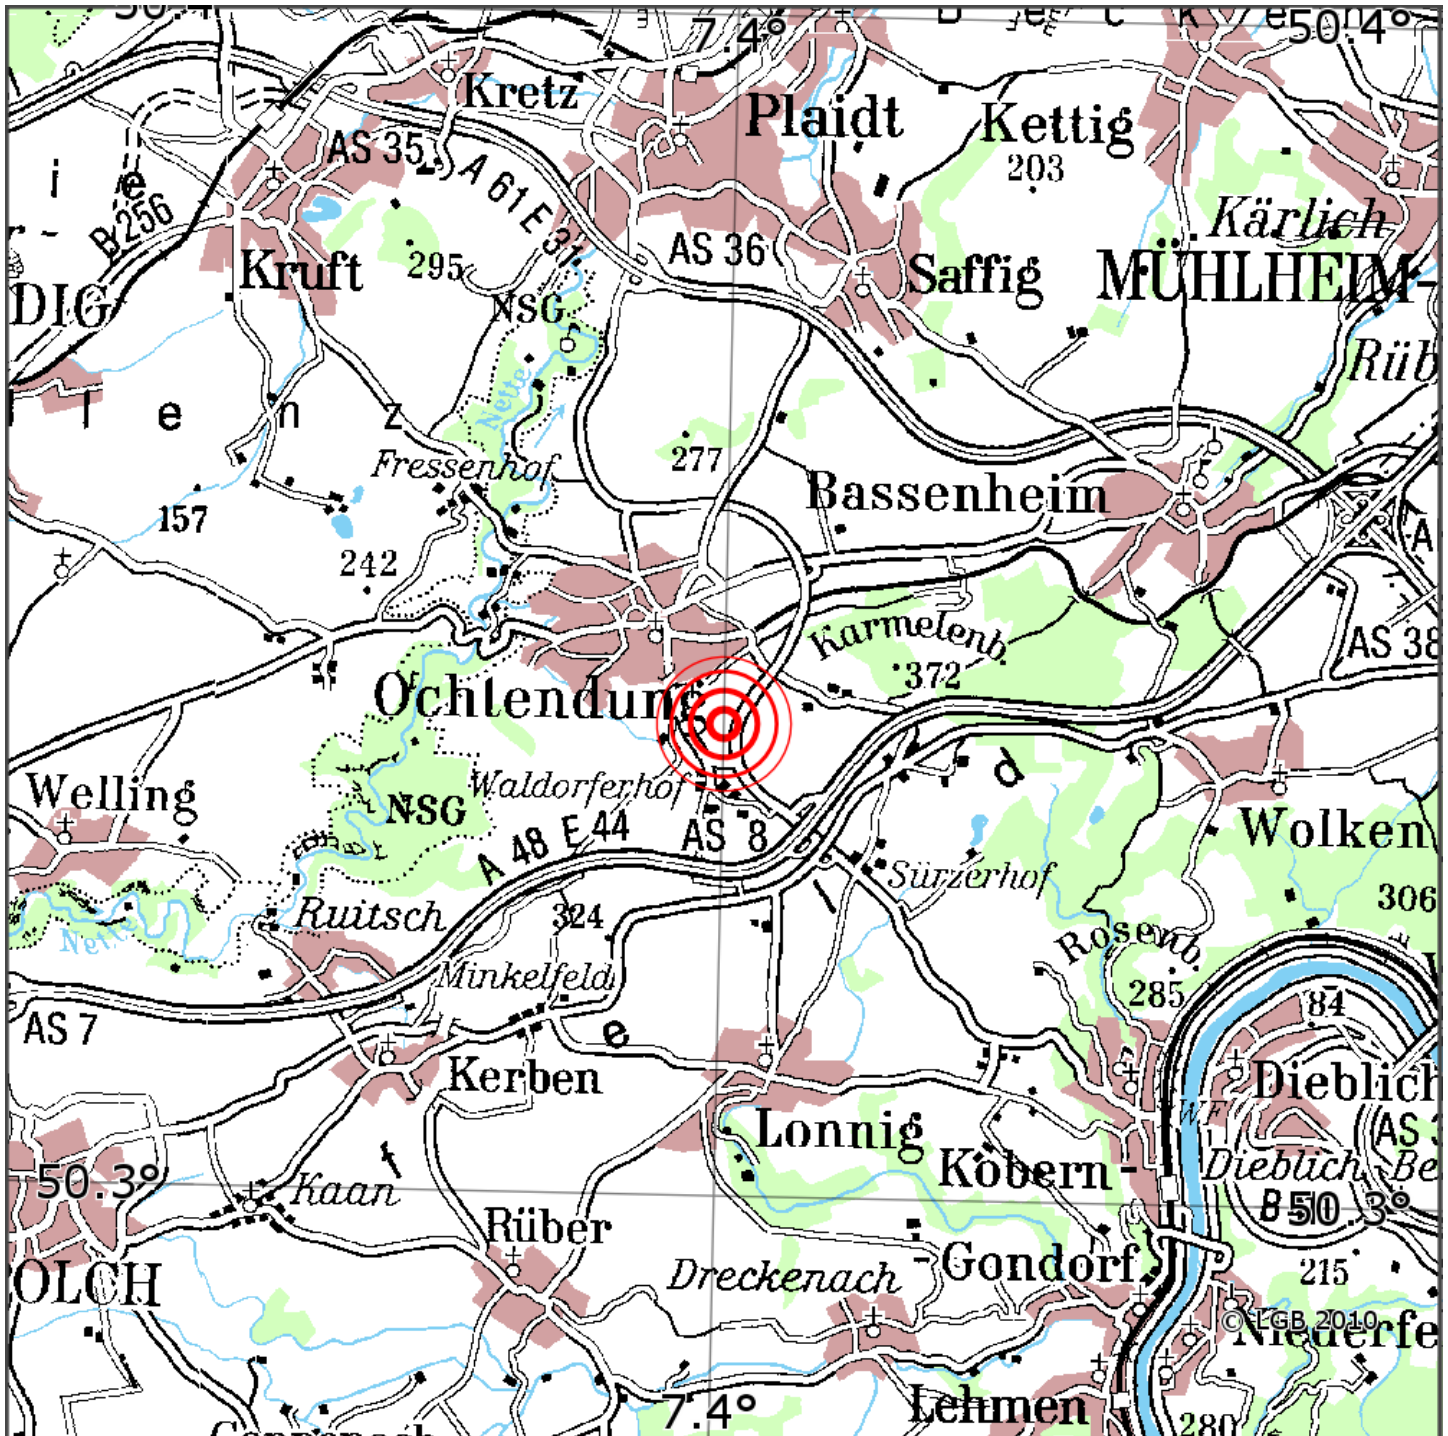 50.4°
7.4°
50.4°
B e c k e n
Kretz
Plaidt
Kettig
AS 35
203
A 61 E 31
i e
B 256
Kärlich
r -
AS 36
Kruft
295
Saffig
MÜHLHEIM-
DIG
NSG
Rüb
Nette
l e n z
277
Fressenhof
Bassenheim
157
242
A
Karmelenb.
AS 38
372
Ochtendung
Welling
Waldorferhof
d
NSG
A 48 E 44
AS 8
Wolken
Sürzerhof
306
Ruitsch
324
Nette
Rosenb.
Minkelfeld
285
84
AS 7
e
l
Kerben
Dieblich
Lonnig
AS 3
f
Kobern-
Dieblich-Be
50.3°
Kaan
B
50.3°
Rüber
-Gondorf
OLCH
Dreckenach
215
© LGB 2010
Niederfe
7.4°
Lehmen
280